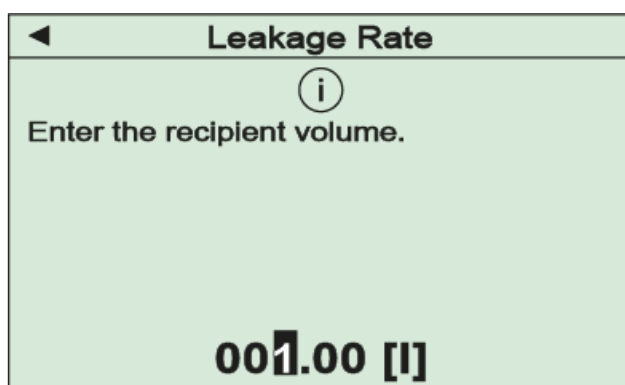 ◄ Leakage Rate
i
Enter the recipient volume.
001.00 [l]